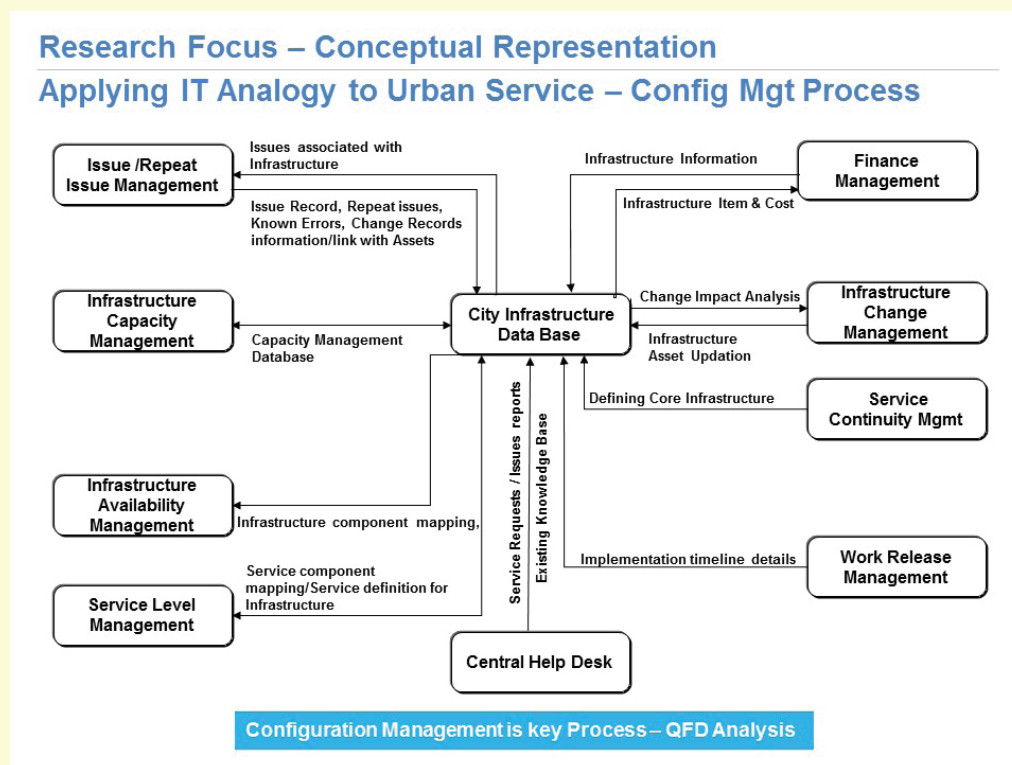 Research Focus – Conceptual Representation
Applying IT Analogy to Urban Service – Config Mgt Process
Issue /Repeat
Issue Management
Issues associated with
Infrastructure
Issue Record, Repeat issues,
Known Errors, Change Records
information/link with Assets
Infrastructure Information
Infrastructure Item & Cost
Finance
Management
Infrastructure
Capacity
Management
Capacity Management
Database
City Infrastructure
Data Base
Change Impact Analysis
Infrastructure
Asset Updation
Infrastructure
Change
Management
Defining Core Infrastructure
Service
Continuity Mgmt
Infrastructure
Availability
Management
Infrastructure component mapping,
Service Requests / Issues reports
Existing Knowledge Base
Implementation timeline details
Work Release
Management
Service component
mapping/Service definition for
Infrastructure
Service Level
Management
Central Help Desk
Configuration Management is key Process – QFD Analysis